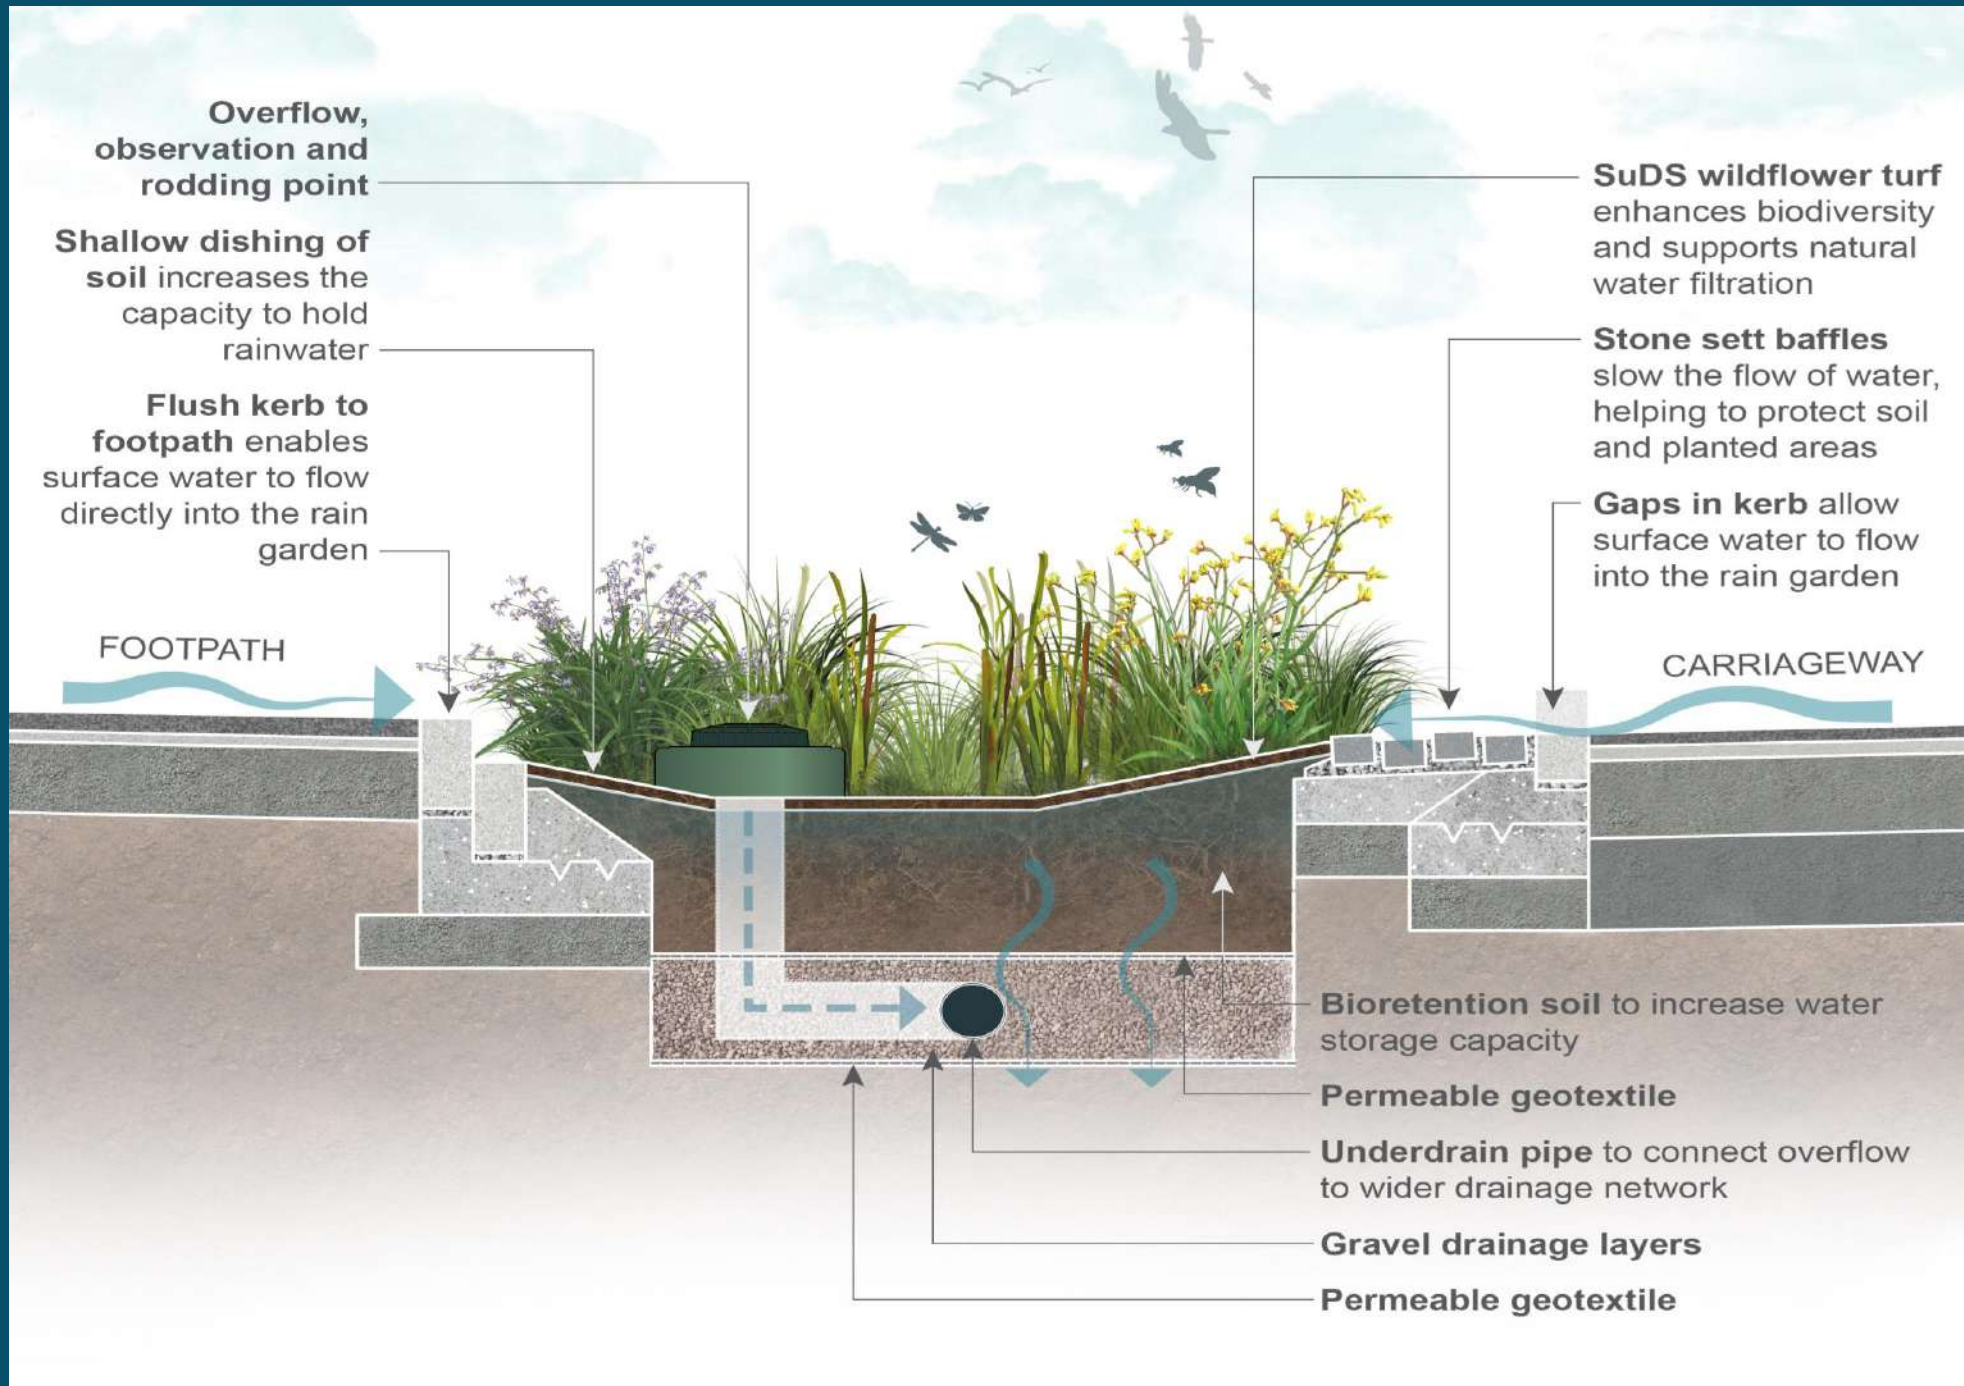 Overflow,
observation and
rodding point
Shallow dishing of
soil increases the
capacity to hold
rainwater
Flush kerb to
footpath enables
surface water to flow
directly into the rain
garden
FOOTPATH
SuDS wildflower turf
enhances biodiversity
and supports natural
water filtration
Stone sett baffles
slow the flow of water,
helping to protect soil
and planted areas
Gaps in kerb allow
surface water to flow
into the rain garden
CARRIAGEWAY
Bioretention soil to increase water
storage capacity
Permeable geotextile
Underdrain pipe to connect overflow
to wider drainage network
Gravel drainage layers
Permeable geotextile